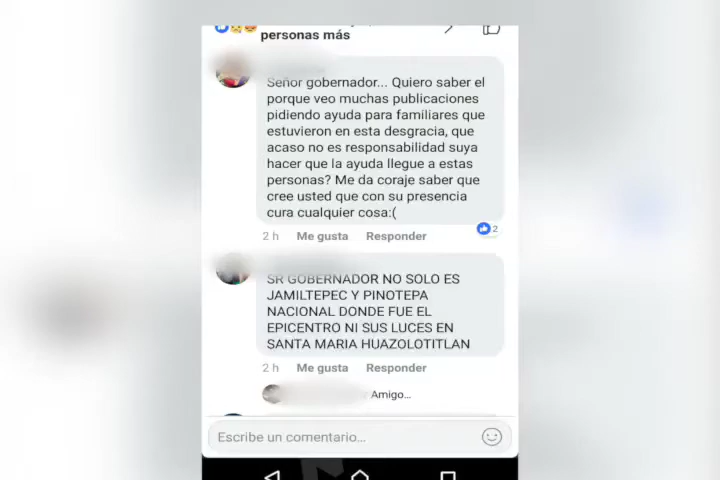 personas más
Señor gobernador... Quiero saber el
porque veo muchas publicaciones
pidiendo ayuda para familiares que
estuvieron en esta desgracia, que
acaso no es responsabilidad suya
hacer que la ayuda llegue a estas
personas? Me da coraje saber que
cree usted que con su presencia
cura cualquier cosa:(
2
2 h Me gusta Responder
SR GOBERNADOR NO SOLO ES
JAMILTEPEC Y PINOTEPA
NACIONAL DONDE FUE EL
EPICENTRO NI SUS LUCES EN
SANTA MARIA HUAZOLOTITLAN
2 h Me gusta Responder
Amigo...
Escribe un comentario...